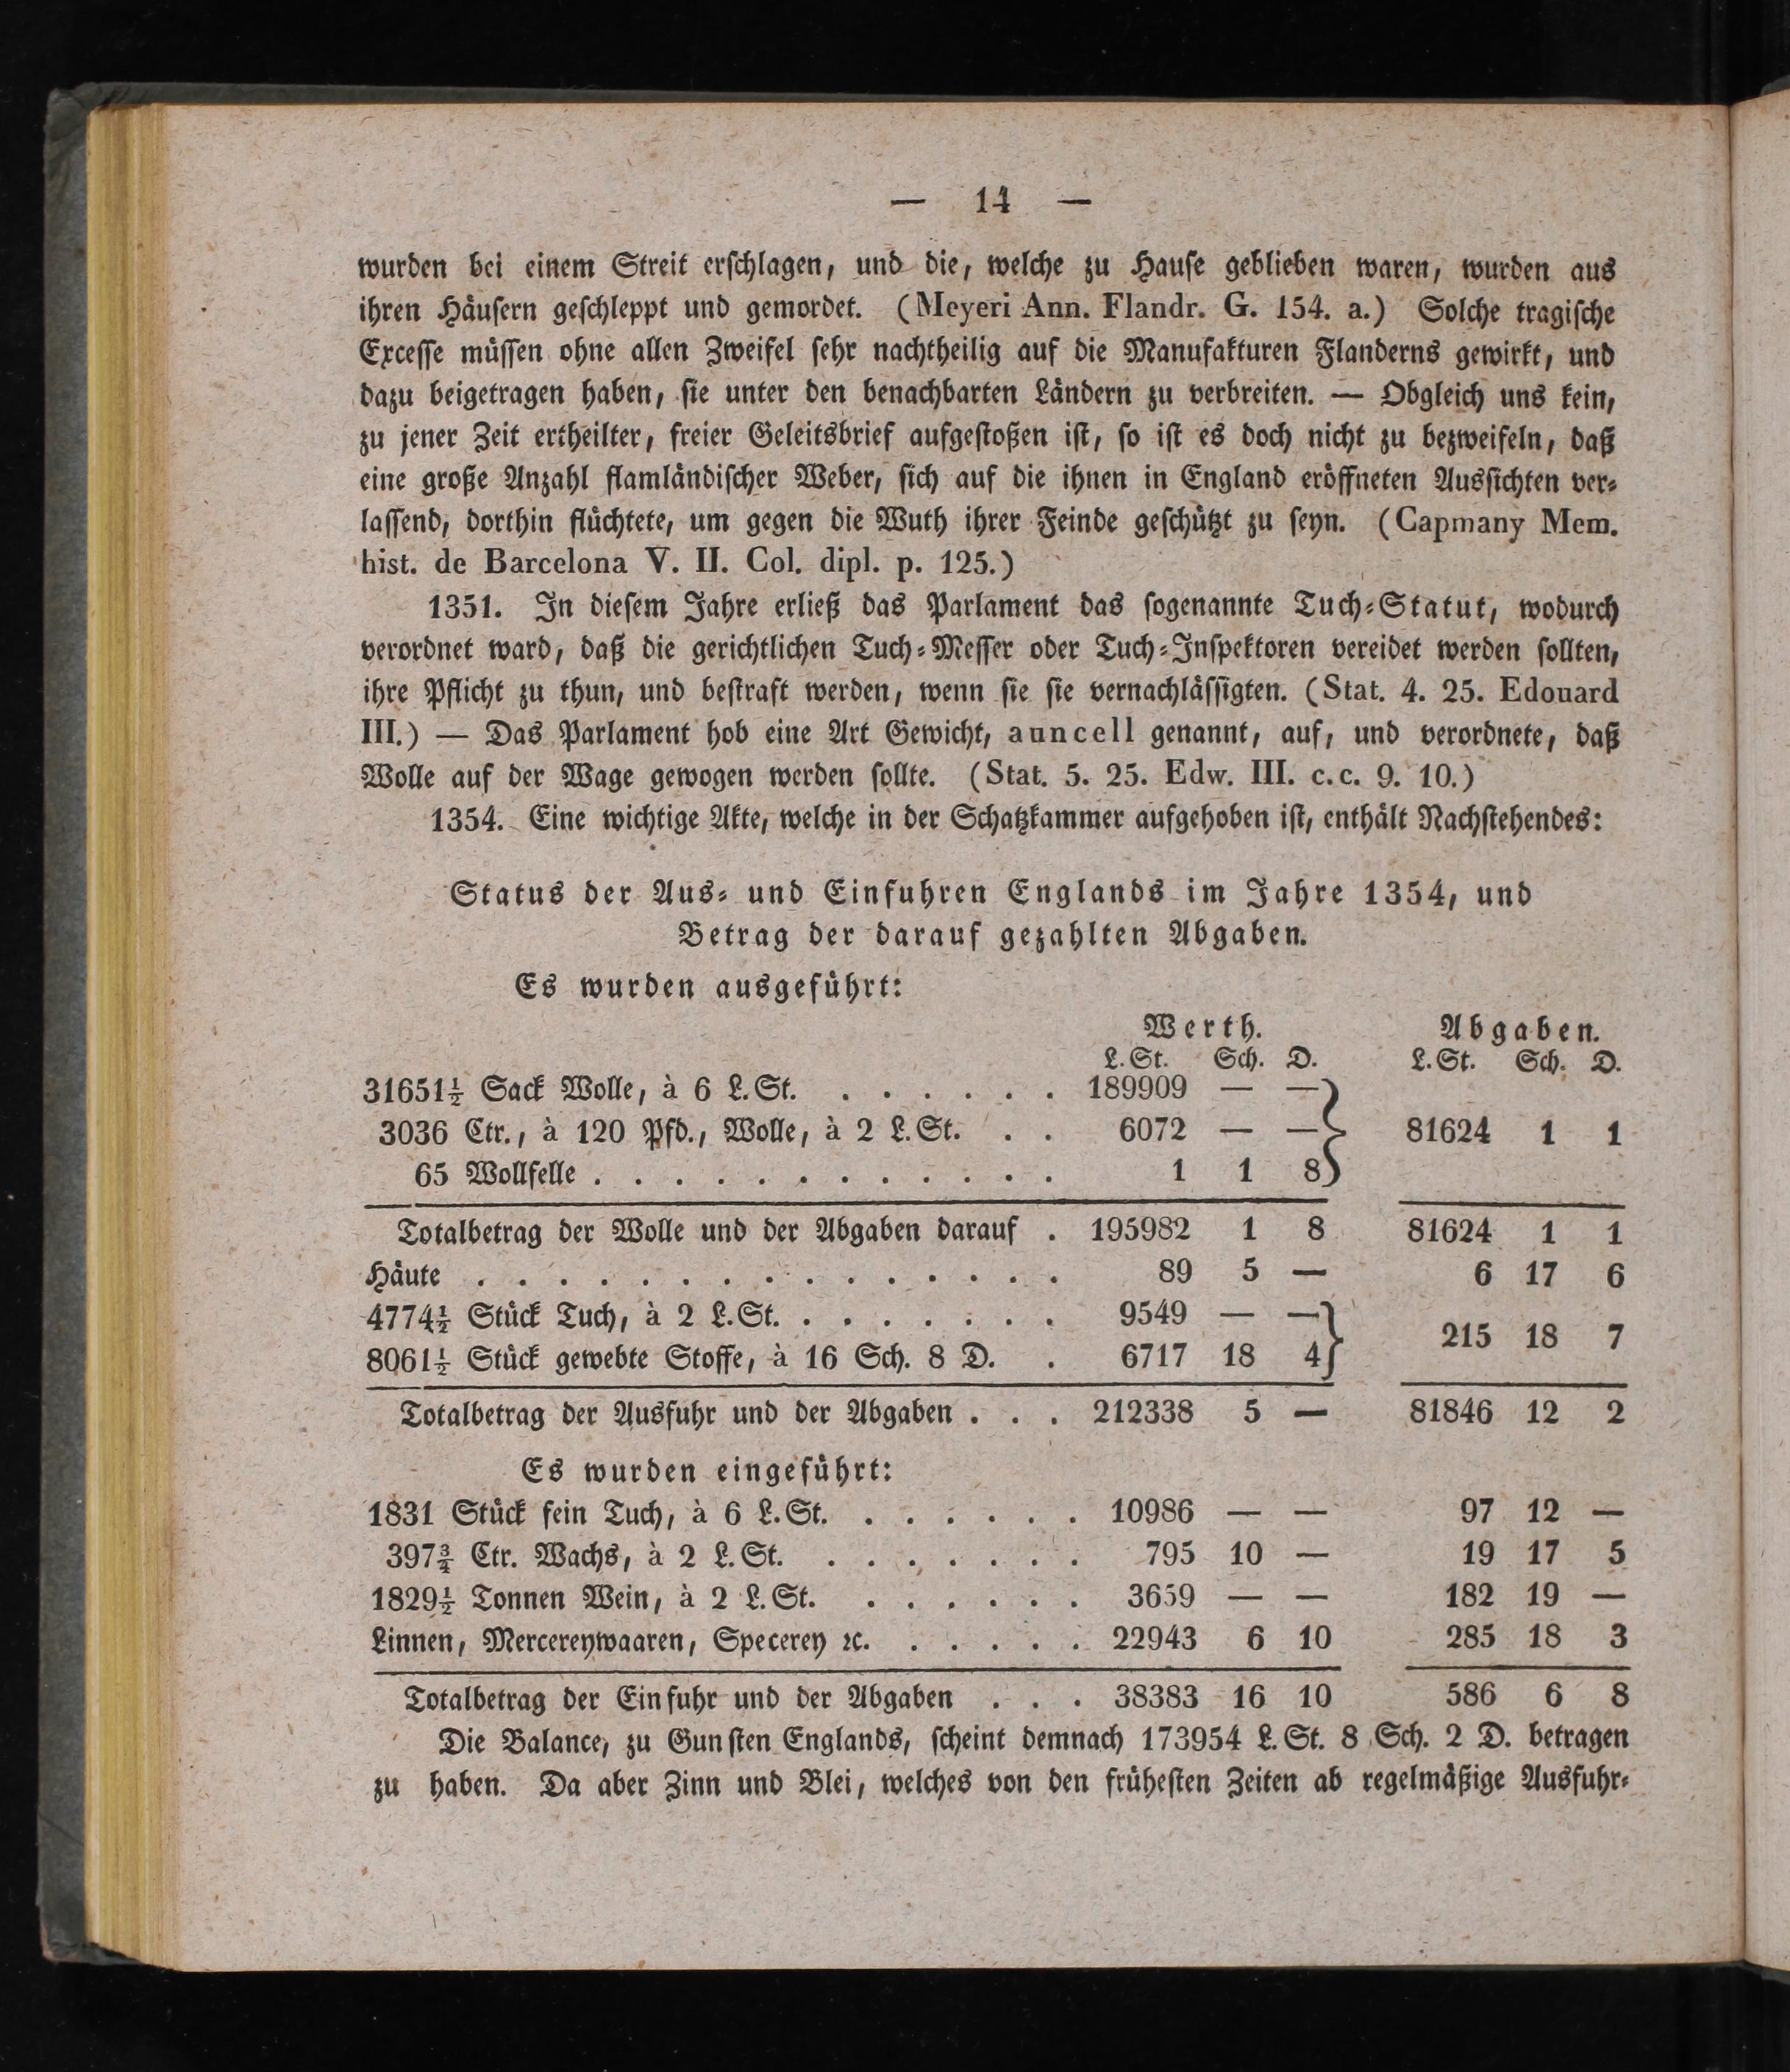 — 14 —
wurden bei einem Streit erschlagen, und die, welche zu Hause geblieben waren, wurden aus
ihren Häusern geschleppt und gemordet. (Meyeri Ann. Flandr. G. 154. a.) Solche tragische
Excesse müssen ohne allen Zweifel sehr nachtheilig auf die Manufakturen Flanderns gewirkt, und
dazu beigetragen haben, sie unter den benachbarten Ländern zu verbreiten. — Obgleich uns kein,
zu jener Zeit ertheilter, freier Geleitsbrief aufgestoßen ist, so ist es doch nicht zu bezweifeln, daß
eine große Anzahl flamländischer Weber, sich auf die ihnen in England eröffneten Aussichten ver-
lassend, dorthin flüchtete, um gegen die Wuth ihrer Feinde geschützt zu seyn. (Capmany Mem.
hist. de Barcelona V. II. Col. dipl. p. 125.)
1351. In diesem Jahre erließ das Parlament das sogenannte Tuch-Statut, wodurch
verordnet ward, daß die gerichtlichen Tuch-Messer oder Tuch-Inspektoren vereidet werden sollten,
ihre Pflicht zu thun, und bestraft werden, wenn sie sie vernachlässigten. (Stat. 4. 25. Edouard
III.) — Das Parlament hob eine Art Gewicht, auncell genannt, auf, und verordnete, daß
Wolle auf der Wage gewogen werden sollte. (Stat. 5. 25. Edw. III. c. c. 9. 10.)
1354. Eine wichtige Akte, welche in der Schatzkammer aufgehoben ist, enthält Nachstehendes:
Status der Aus- und Einfuhren Englands im Jahre 1354, und
Betrag der darauf gezahlten Abgaben.
Es wurden ausgeführt:
Werth. Abgaben.
L.St. Sch. D. L.St. Sch. D.
31651½ Sack Wolle, à 6 L.St. . . . . . . 189909 — —
3036 Ctr., à 120 Pfd., Wolle, à 2 L.St. . . 6072 — — 81624 1 1
65 Wollfelle . . . . . . . . . . . . 1 1 8
Totalbetrag der Wolle und der Abgaben darauf . 195982 1 8 81624 1 1
Häute . . . . . . . . . . . . . . . 89 5 — 6 17 6
4774½ Stück Tuch, à 2 L.St. . . . . . . . 9549 — —
215 18 7
8061½ Stück gewebte Stoffe, à 16 Sch. 8 D. . 6717 18 4
Totalbetrag der Ausfuhr und der Abgaben . . . 212338 5 — 81846 12 2
Es wurden eingeführt:
1831 Stück fein Tuch, à 6 L.St. . . . . . . 10986 — — 97 12 —
397¾ Ctr. Wachs, à 2 L.St. . . . . . . . 795 10 — 19 17 5
1829½ Tonnen Wein, à 2 L.St. . . . . . . 3659 — — 182 19 —
Linnen, Mercereywaaren, Specerey ꝛc. . . . . . 22943 6 10 285 18 3
Totalbetrag der Einfuhr und der Abgaben . . . 38383 16 10 586 6 8
Die Balance, zu Gunsten Englands, scheint demnach 173954 L.St. 8 Sch. 2 D. betragen
zu haben. Da aber Zinn und Blei, welches von den frühesten Zeiten ab regelmäßige Ausfuhr-